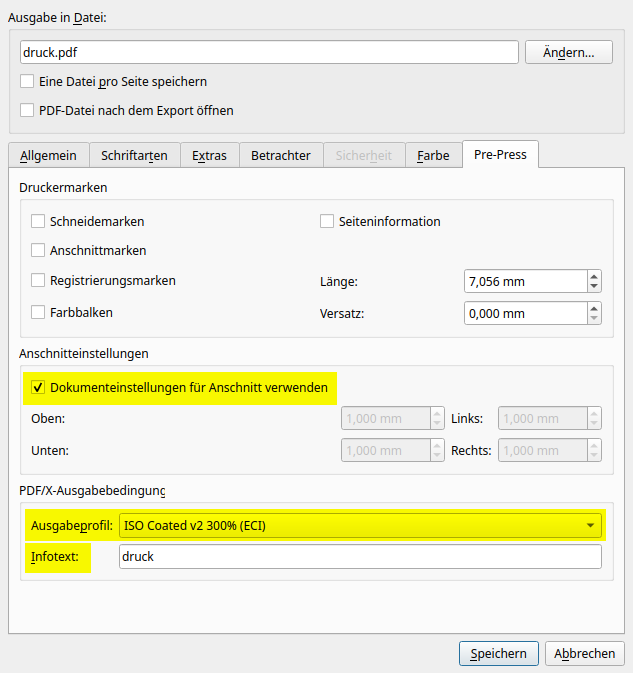 Ausgabe in Datei:
druck.pdf Ändern...
Eine Datei pro Seite speichern
PDF-Datei nach dem Export öffnen
Allgemein Schriftarten Extras Betrachter Sicherheit Farbe Pre-Press
Druckermarken
Schneidemarken Seiteninformation
Anschnittmarken
Registrierungsmarken Länge: 7,056 mm
Farbbalken Versatz: 0,000 mm
Anschnitteinstellungen
Dokumenteinstellungen für Anschnitt verwenden
Oben: 1,000 mm Links: 1,000 mm
Unten: 1,000 mm Rechts: 1,000 mm
PDF/X-Ausgabebedingung
Ausgabeprofil: ISO Coated v2 300% (ECI)
Infotext: druck
Speichern Abbrechen